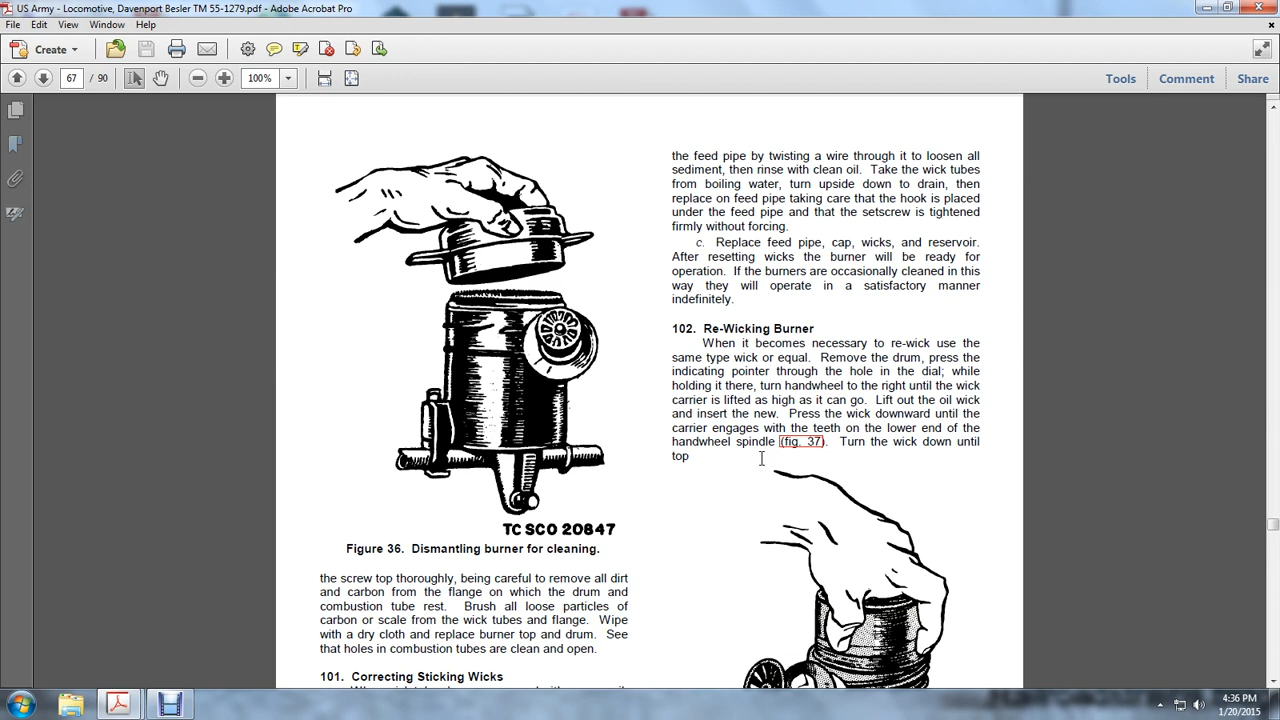 US Army - Locomotive, Davenport Besler TM 55-1279.pdf - Adobe Acrobat Pro
File Edit View Window Help
Create
67 / 90
100%
Tools Comment Share
TC SCO 20847
Figure 36. Dismantling burner for cleaning.
the screw top thoroughly, being careful to remove all dirt
and carbon from the flange on which the drum and
combustion tube rest. Brush all loose particles of
carbon or scale from the wick tubes and flange. Wipe
with a dry cloth and replace burner top and drum. See
that holes in combustion tubes are clean and open.
101. Correcting Sticking Wicks
the feed pipe by twisting a wire through it to loosen all
sediment, then rinse with clean oil. Take the wick tubes
from boiling water, turn upside down to drain, then
replace on feed pipe taking care that the hook is placed
under the feed pipe and that the setscrew is tightened
firmly without forcing.
c. Replace feed pipe, cap, wicks, and reservoir.
After resetting wicks the burner will be ready for
operation. If the burners are occasionally cleaned in this
way they will operate in a satisfactory manner
indefinitely.
102. Re-Wicking Burner
When it becomes necessary to re-wick use the
same type wick or equal. Remove the drum, press the
indicating pointer through the hole in the dial; while
holding it there, turn handwheel to the right until the wick
carrier is lifted as high as it can go. Lift out the oil wick
and insert the new. Press the wick downward until the
carrier engages with the teeth on the lower end of the
handwheel spindle (fig. 37). Turn the wick down until
top
4:36 PM
1/20/2015